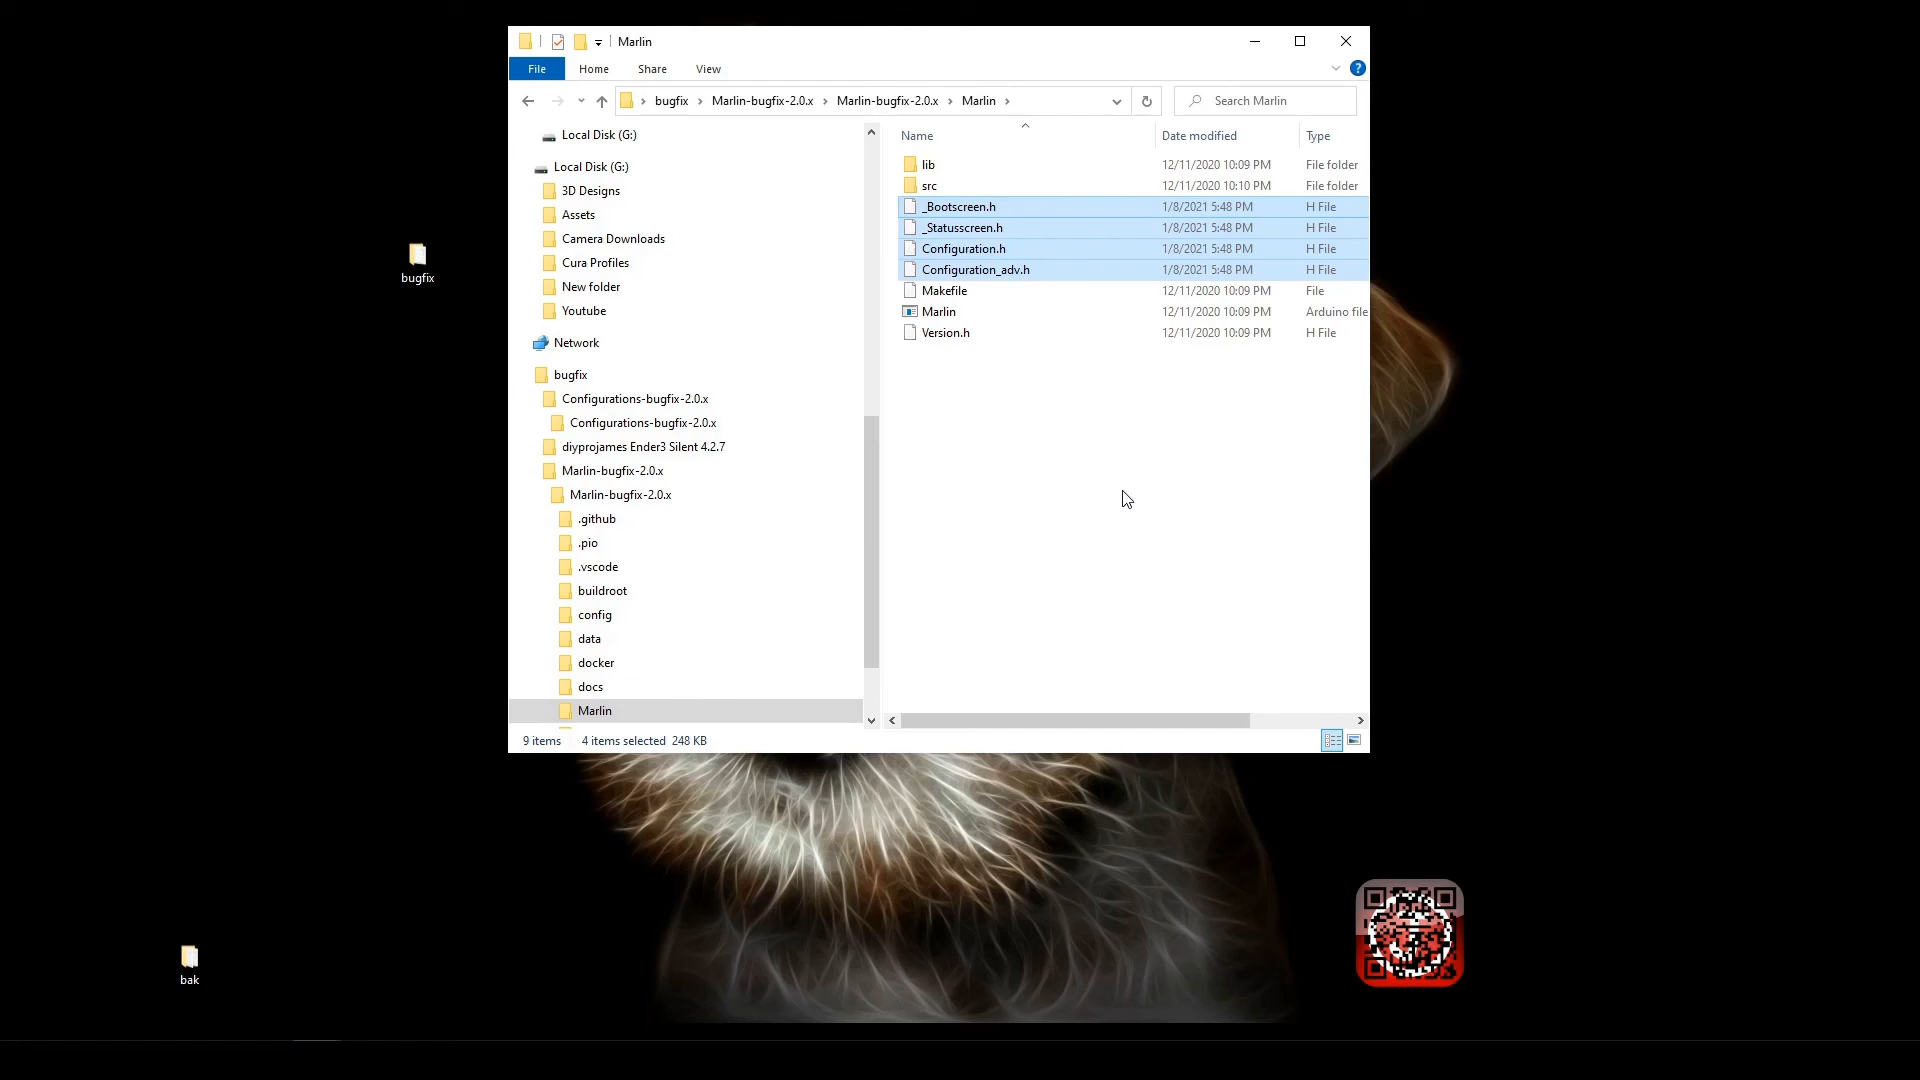 Marlin
File Home Share View
bugfix Marlin-bugfix-2.0.x Marlin-bugfix-2.0.x Marlin
Search Marlin
Name Date modified Type
lib 12/11/2020 10:09 PM File folder
src 12/11/2020 10:10 PM File folder
_Bootscreen.h 1/8/2021 5:48 PM H File
_Statusscreen.h 1/8/2021 5:48 PM H File
Configuration.h 1/8/2021 5:48 PM H File
Configuration_adv.h 1/8/2021 5:48 PM H File
Makefile 12/11/2020 10:09 PM File
Marlin 12/11/2020 10:09 PM Arduino file
Version.h 12/11/2020 10:09 PM H File
Local Disk (G:)
Local Disk (G:)
3D Designs
Assets
Camera Downloads
Cura Profiles
New folder
Youtube
Network
bugfix
Configurations-bugfix-2.0.x
Configurations-bugfix-2.0.x
diyprojames Ender3 Silent 4.2.7
Marlin-bugfix-2.0.x
Marlin-bugfix-2.0.x
.github
.pio
.vscode
buildroot
config
data
docker
docs
Marlin
9 items 4 items selected 248 KB
bugfix
bak